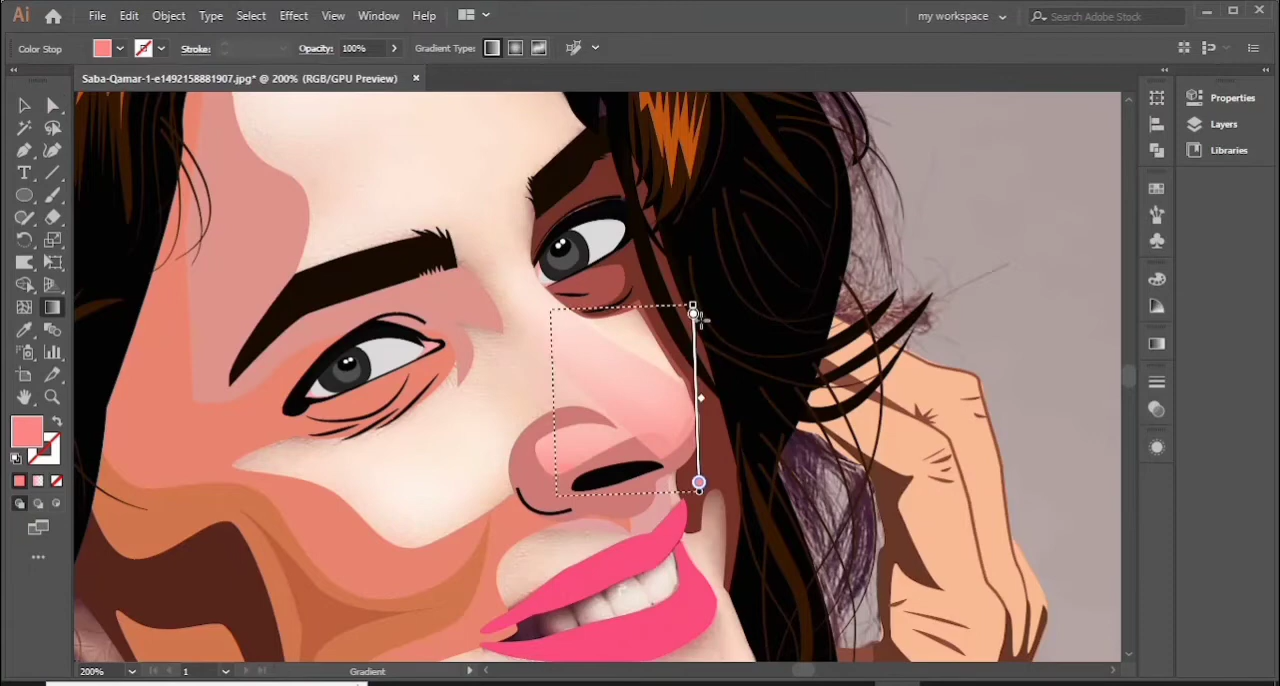 Ai File Edit Object Type Select Effect View Window Help my workspace Search Adobe Stock
Color Stop Stroke: Opacity: 100% Gradient Type:
Saba-Qamar-1-e1492158881907.jpg* @ 200% (RGB/GPU Preview) ×
Properties
Layers
Libraries
200% 1 Gradient